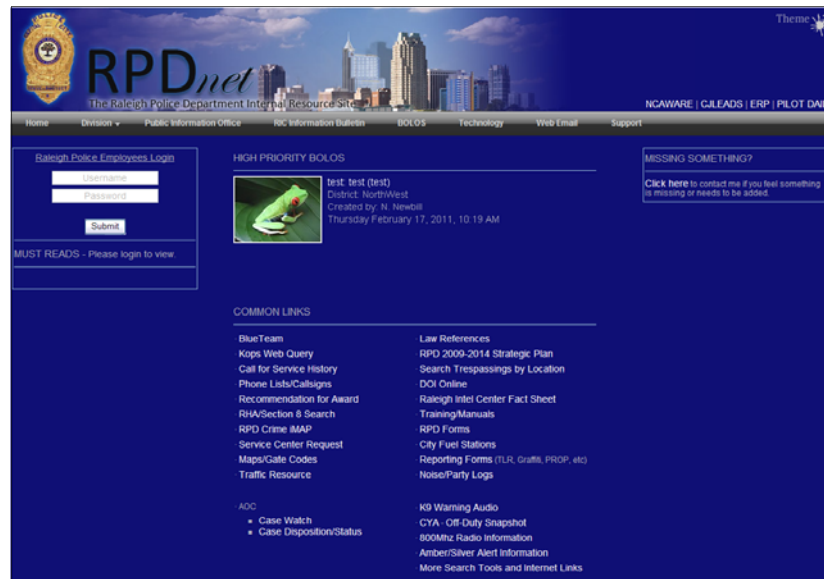 Theme
RPDnet
The Raleigh Police Department Internal Resource Site
NCAWARE | CJLEADS | ERP | PILOT DAI
Home Division Public Information Office RIC Information Bulletin BOLOS Technology Web Email Support
Raleigh Police Employees Login
Username
Password
Submit
MUST READS - Please login to view.
HIGH PRIORITY BOLOS
test: test (test)
District: NorthWest
Created by: N. Newbill
Thursday February 17, 2011, 10:19 AM
MISSING SOMETHING?
Click here to contact me if you feel something
is missing or needs to be added.
COMMON LINKS
· BlueTeam
· Kops Web Query
· Call for Service History
· Phone Lists/Callsigns
· Recommendation for Award
· RHA/Section 8 Search
· RPD Crime iMAP
· Service Center Request
· Maps/Gate Codes
· Traffic Resource
· AOC
Case Watch
Case Disposition/Status
· Law References
· RPD 2009-2014 Strategic Plan
· Search Trespassings by Location
· DOI Online
· Raleigh Intel Center Fact Sheet
· Training/Manuals
· RPD Forms
· City Fuel Stations
· Reporting Forms (TLR, Graffiti, PROP, etc)
· Noise/Party Logs
· K9 Warning Audio
· CYA - Off-Duty Snapshot
· 800Mhz Radio Information
· Amber/Silver Alert Information
· More Search Tools and Internet Links